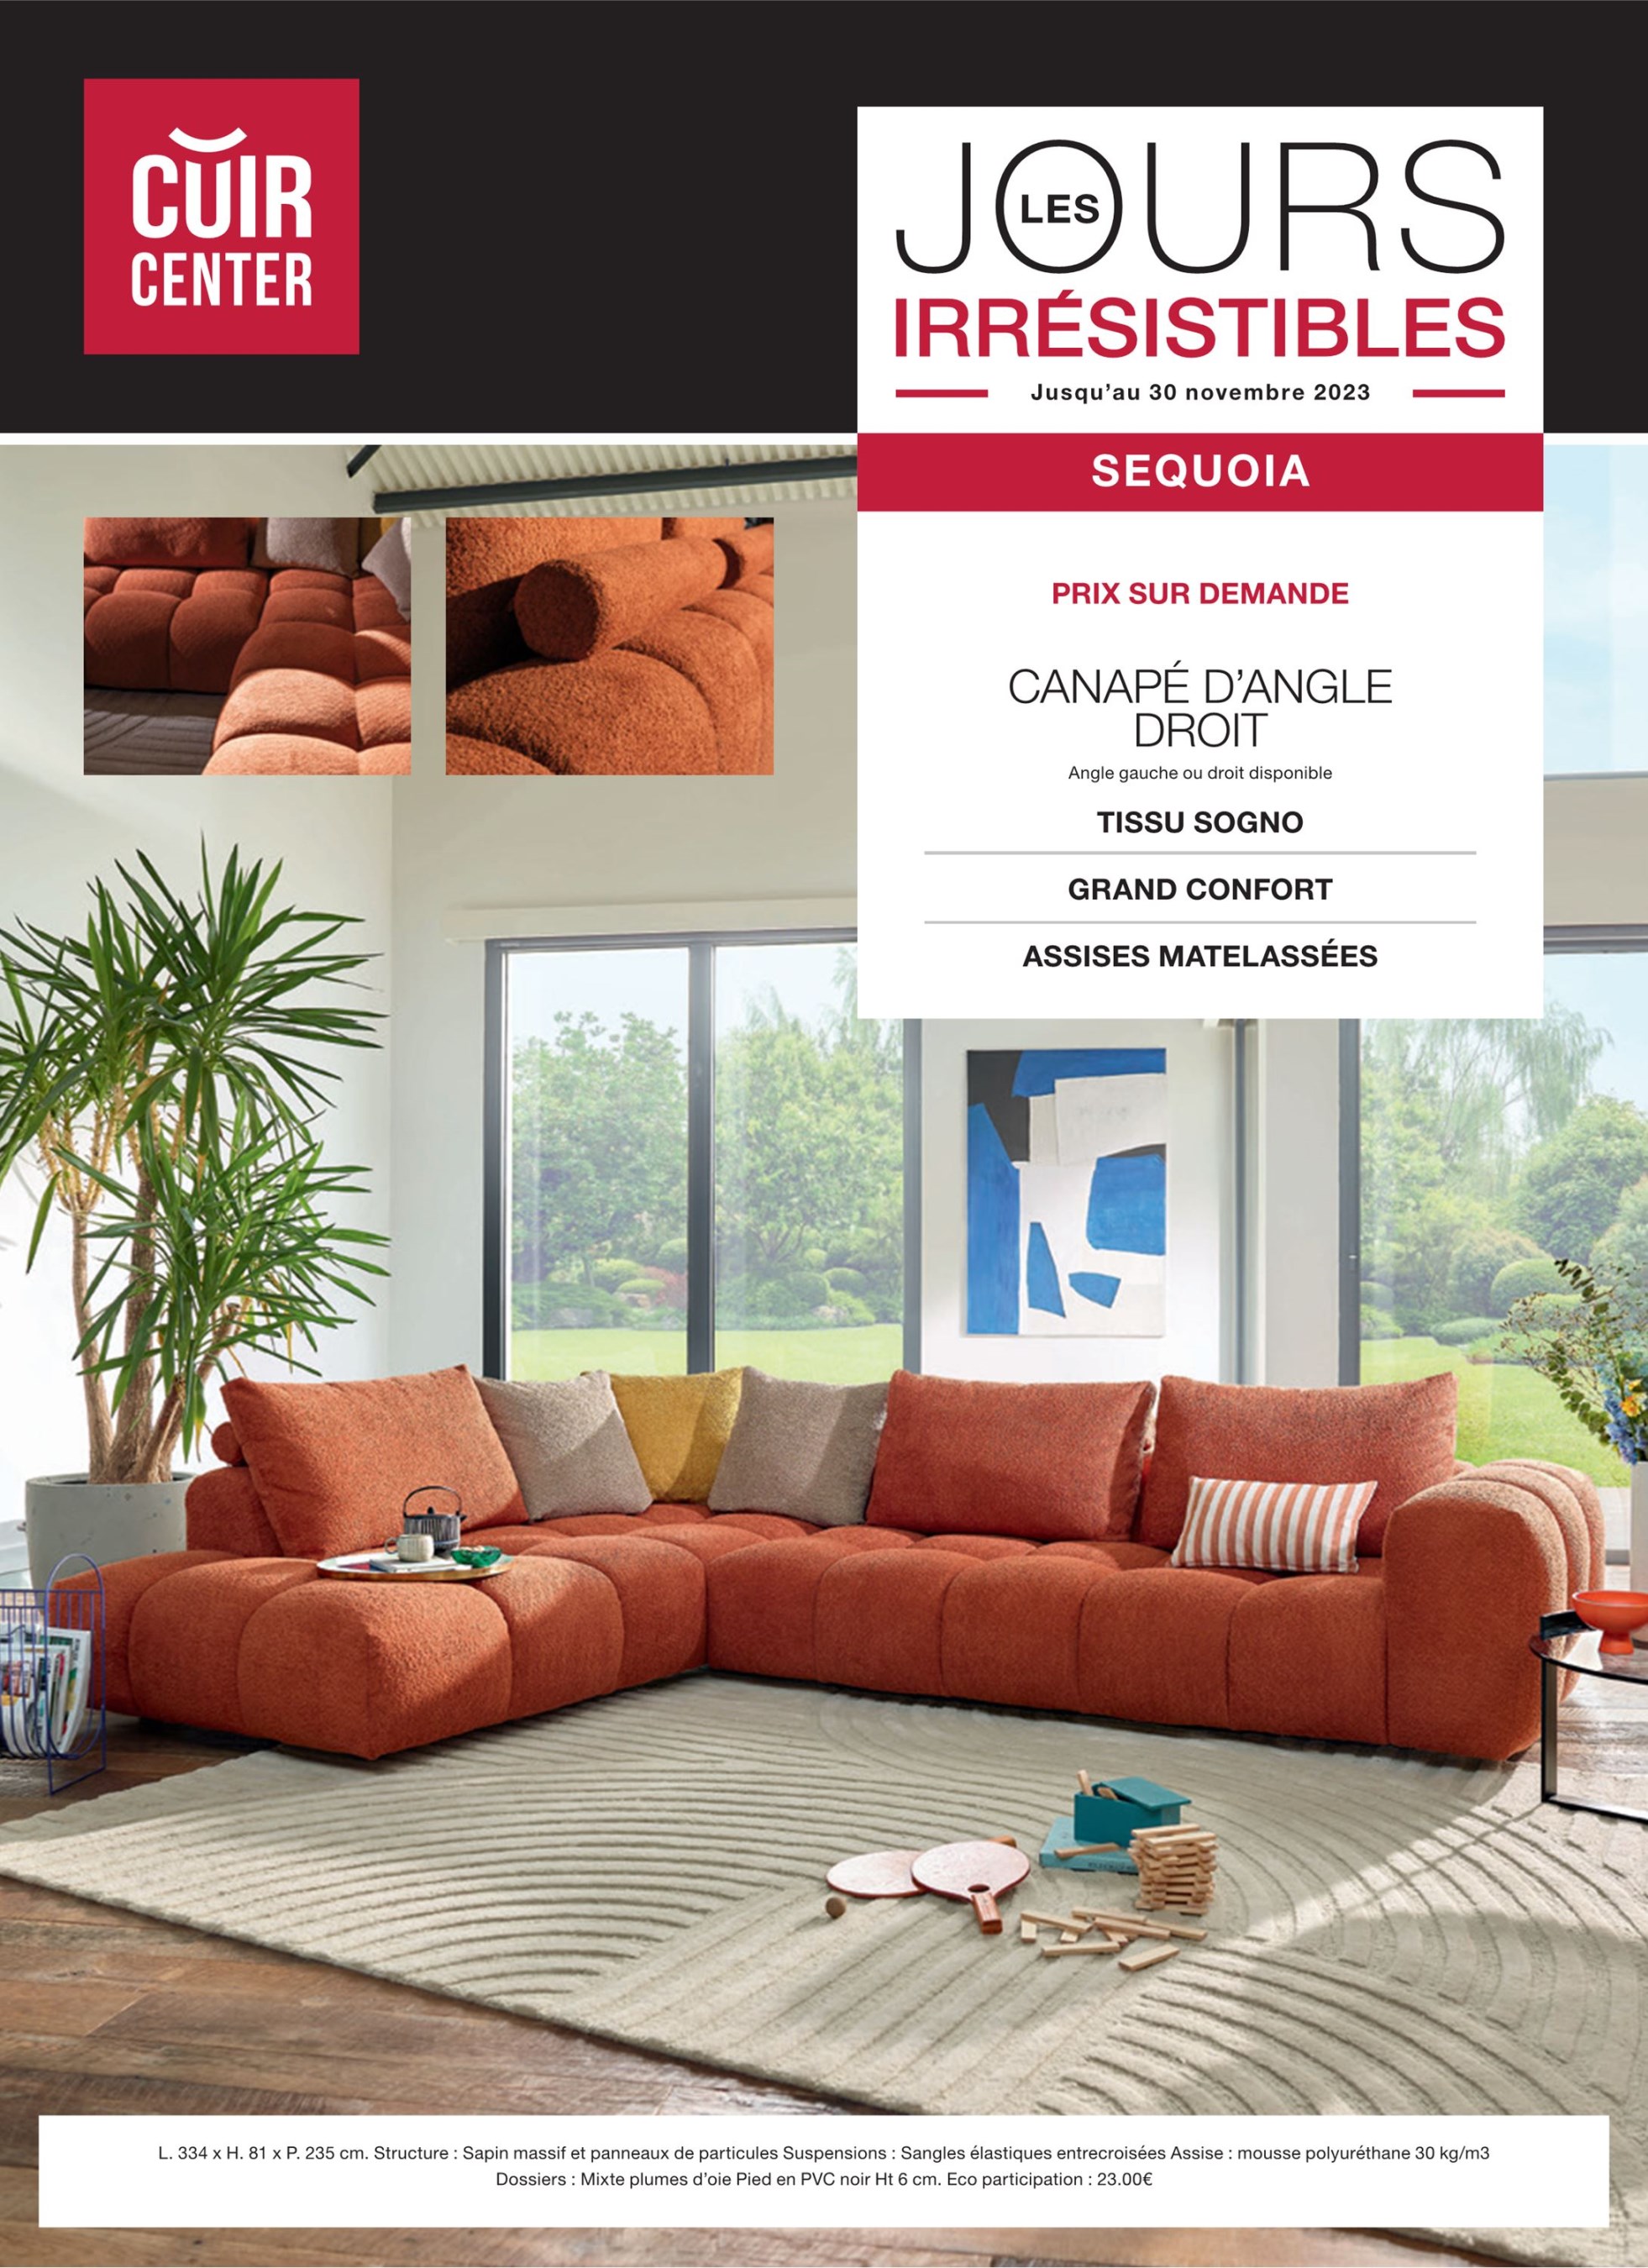 CUIR
CENTER
LES
JOURS
IRRÉSISTIBLES
Jusqu'au 30 novembre 2023
SEQUOIA
PRIX SUR DEMANDE
CANAPÉ D'ANGLE
DROIT
Angle gauche ou droit disponible
TISSU SOGNO
GRAND CONFORT
ASSISES MATELASSÉES
L. 334 x H. 81 x P. 235 cm. Structure : Sapin massif et panneaux de particules Suspensions : Sangles élastiques entrecroisées Assise : mousse polyuréthane 30 kg/m3
Dossiers : Mixte plumes d'oie Pied en PVC noir Ht 6 cm. Eco participation : 23.00€